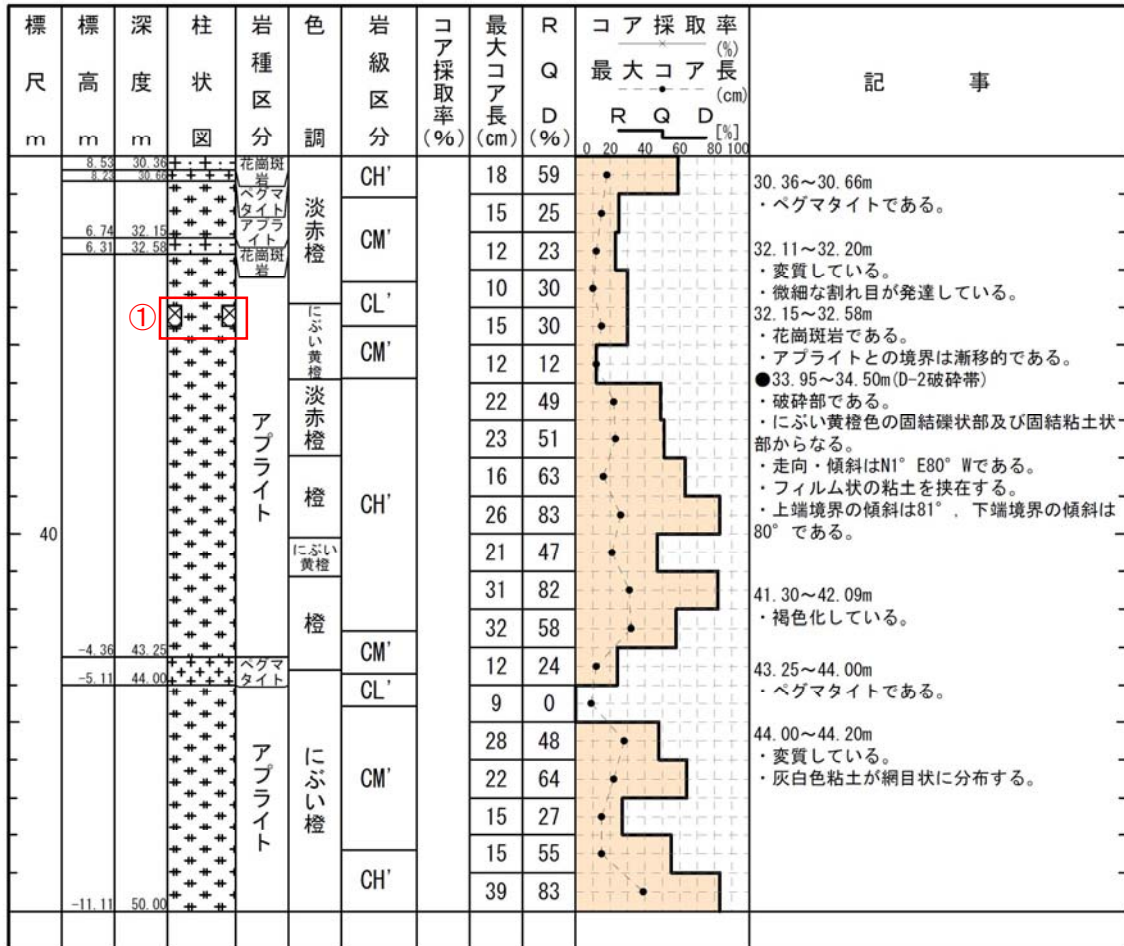 標尺 m
標高 m
深度 m
柱状図
岩種区分
色調
岩級区分
コア採取率(%)
最大コア長(cm)
RQD(%)
コア採取率
(%)
最大コア長
(cm)
RQD
[%]
0 20 40 60 80 100
記事
40
8.53 30.36
8.23 30.66
6.74 32.15
6.31 32.58
-4.36 43.25
-5.11 44.00
-11.11 50.00
①
花崗斑岩
ペグマタイト
アプライト
花崗斑岩
アプライト
ペグマタイト
アプライト
淡赤橙
にぶい黄橙
淡赤橙
橙
にぶい黄橙
橙
にぶい橙
CH'
CM'
CL'
CM'
CH'
CM'
CL'
CM'
CH'
18 59
15 25
12 23
10 30
15 30
12 12
22 49
23 51
16 63
26 83
21 47
31 82
32 58
12 24
9 0
28 48
22 64
15 27
15 55
39 83
30.36~30.66m
・ペグマタイトである。
32.11~32.20m
・変質している。
・微細な割れ目が発達している。
32.15~32.58m
・花崗斑岩である。
・アプライトとの境界は漸移的である。
●33.95~34.50m(D-2破砕帯)
・破砕部である。
・にぶい黄橙色の固結礫状部及び固結粘土状
部からなる。
・走向・傾斜はN1°E80°Wである。
・フィルム状の粘土を挟在する。
・上端境界の傾斜は81°,下端境界の傾斜は
80°である。
41.30~42.09m
・褐色化している。
43.25~44.00m
・ペグマタイトである。
44.00~44.20m
・変質している。
・灰白色粘土が網目状に分布する。